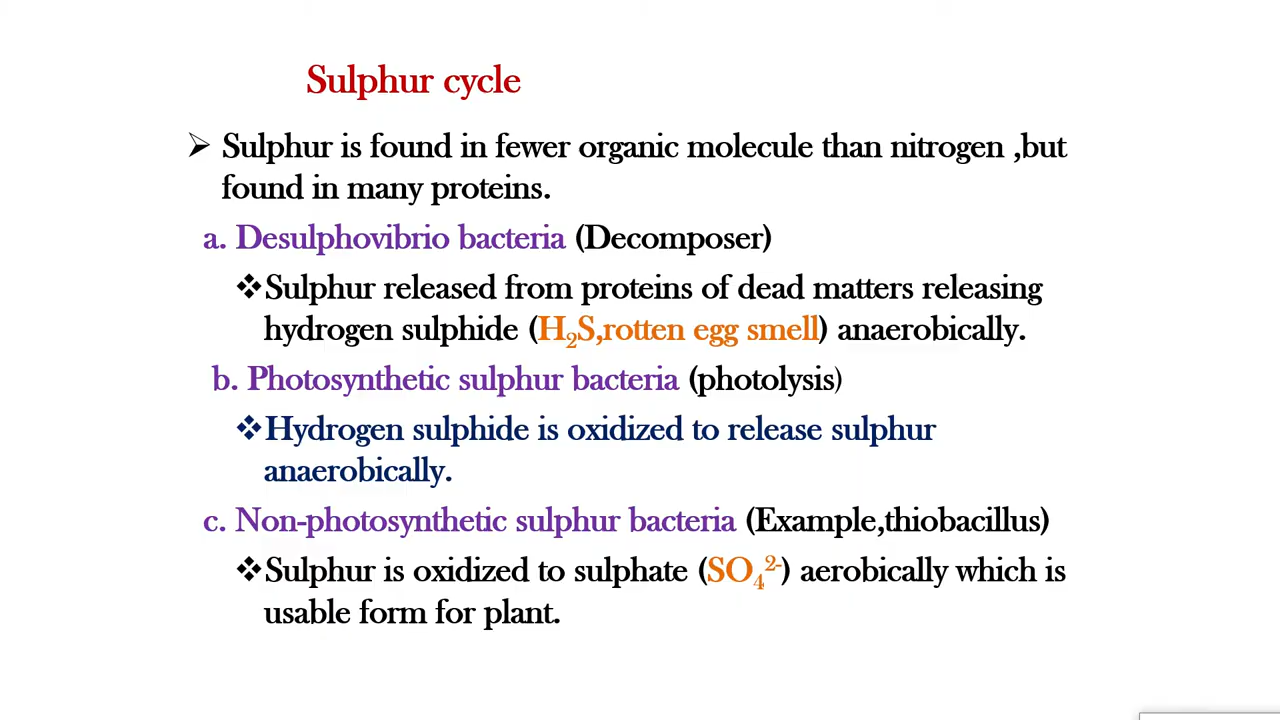 Sulphur cycle
➢ Sulphur is found in fewer organic molecule than nitrogen ,but
found in many proteins.
a. Desulphovibrio bacteria (Decomposer)
❖Sulphur released from proteins of dead matters releasing
hydrogen sulphide (H₂S,rotten egg smell) anaerobically.
b. Photosynthetic sulphur bacteria (photolysis)
❖Hydrogen sulphide is oxidized to release sulphur
anaerobically.
c. Non-photosynthetic sulphur bacteria (Example,thiobacillus)
❖Sulphur is oxidized to sulphate (SO₄²⁻) aerobically which is
usable form for plant.